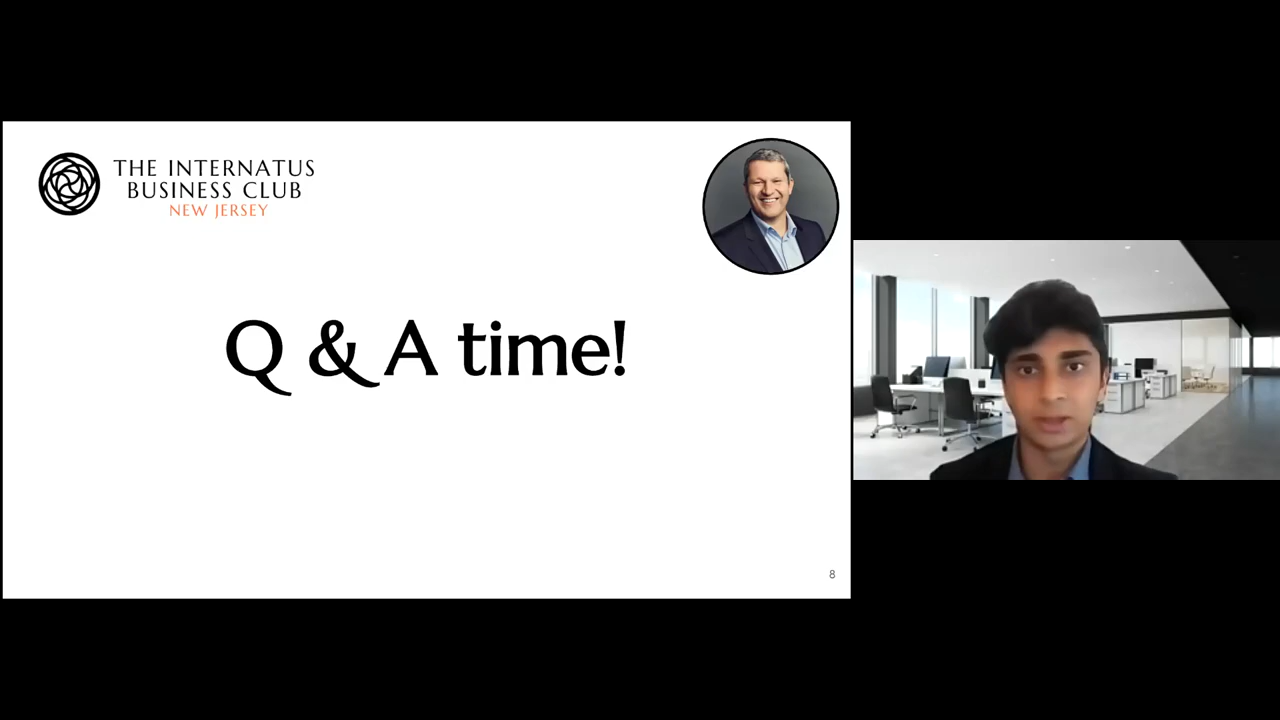 THE INTERNATUS
BUSINESS CLUB
NEW JERSEY
Q & A time!
8